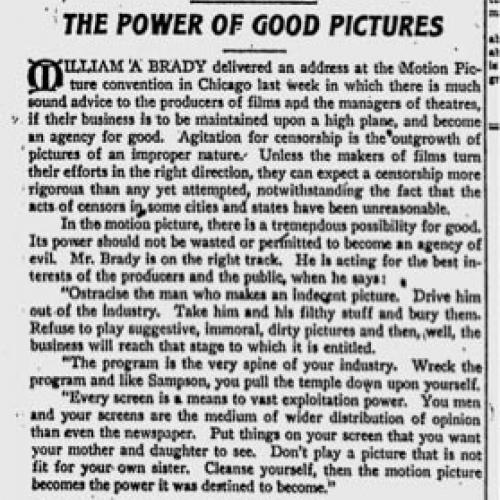 THE POWER OF GOOD PICTURES
WILLIAM A BRADY delivered an address at the Motion Pic-
ture convention in Chicago last week in which there is much
sound advice to the producers of films apd the managers of theatres,
if their business is to be maintained upon a high plane, and become
an agency for good. Agitation for censorship is the outgrowth of
pictures of an improper nature. Unless the makers of films turn
their efforts in the right direction, they can expect a censorship more
rigorous than any yet attempted, notwithstanding the fact that the
acts of censors in some cities and states have been unreasonable.
In the motion picture, there is a tremepdous possibility for good.
Its power should not be wasted or permitted to become an agency of
evil. Mr. Brady is on the right track. He is acting for the best in-
terests of the producers and the public, when he says:
"Ostracise the man who makes an indecent picture. Drive him
out of the industry. Take him and his filthy stuff and bury them.
Refuse to play suggestive, immoral, dirty pictures and then, well, the
business will reach that stage to which it is entitled.
"The program is the very spine of your industry. Wreck the
program and like Sampson, you pull the temple down upon yourself.
"Every screen is a means to vast exploitation power. You men
and your screens are the medium of wider distribution of opinion
than even the newspaper. Put things on your screen that you want
your mother and daughter to see. Don't play a picture that is not
fit for your own sister. Cleanse yourself, then the motion picture
becomes the power it was destined to become."